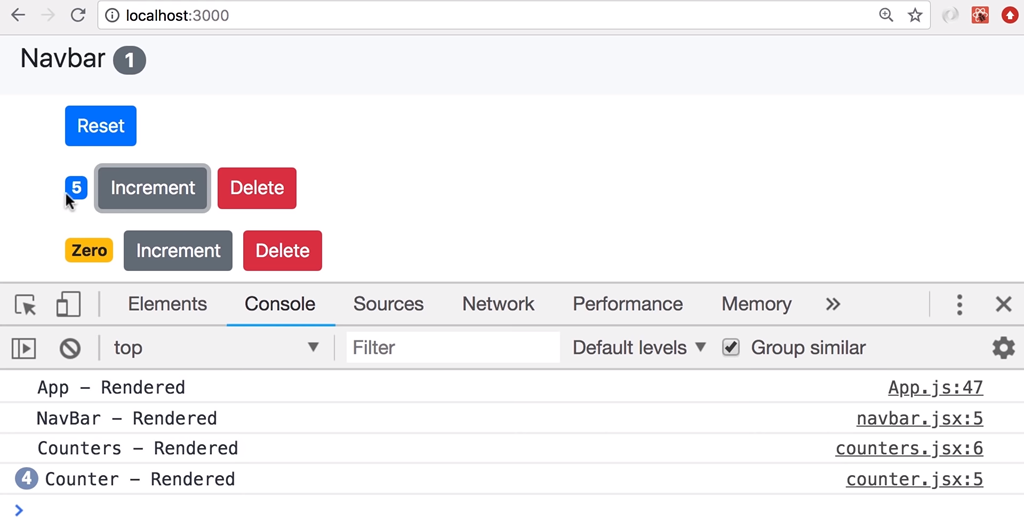 localhost:3000
Navbar 1
Reset
5 Increment Delete
Zero Increment Delete
Elements Console Sources Network Performance Memory »
top ▼ Filter Default levels ▼ Group similar
App – Rendered App.js:47
NavBar – Rendered navbar.jsx:5
Counters – Rendered counters.jsx:6
4 Counter – Rendered counter.jsx:5